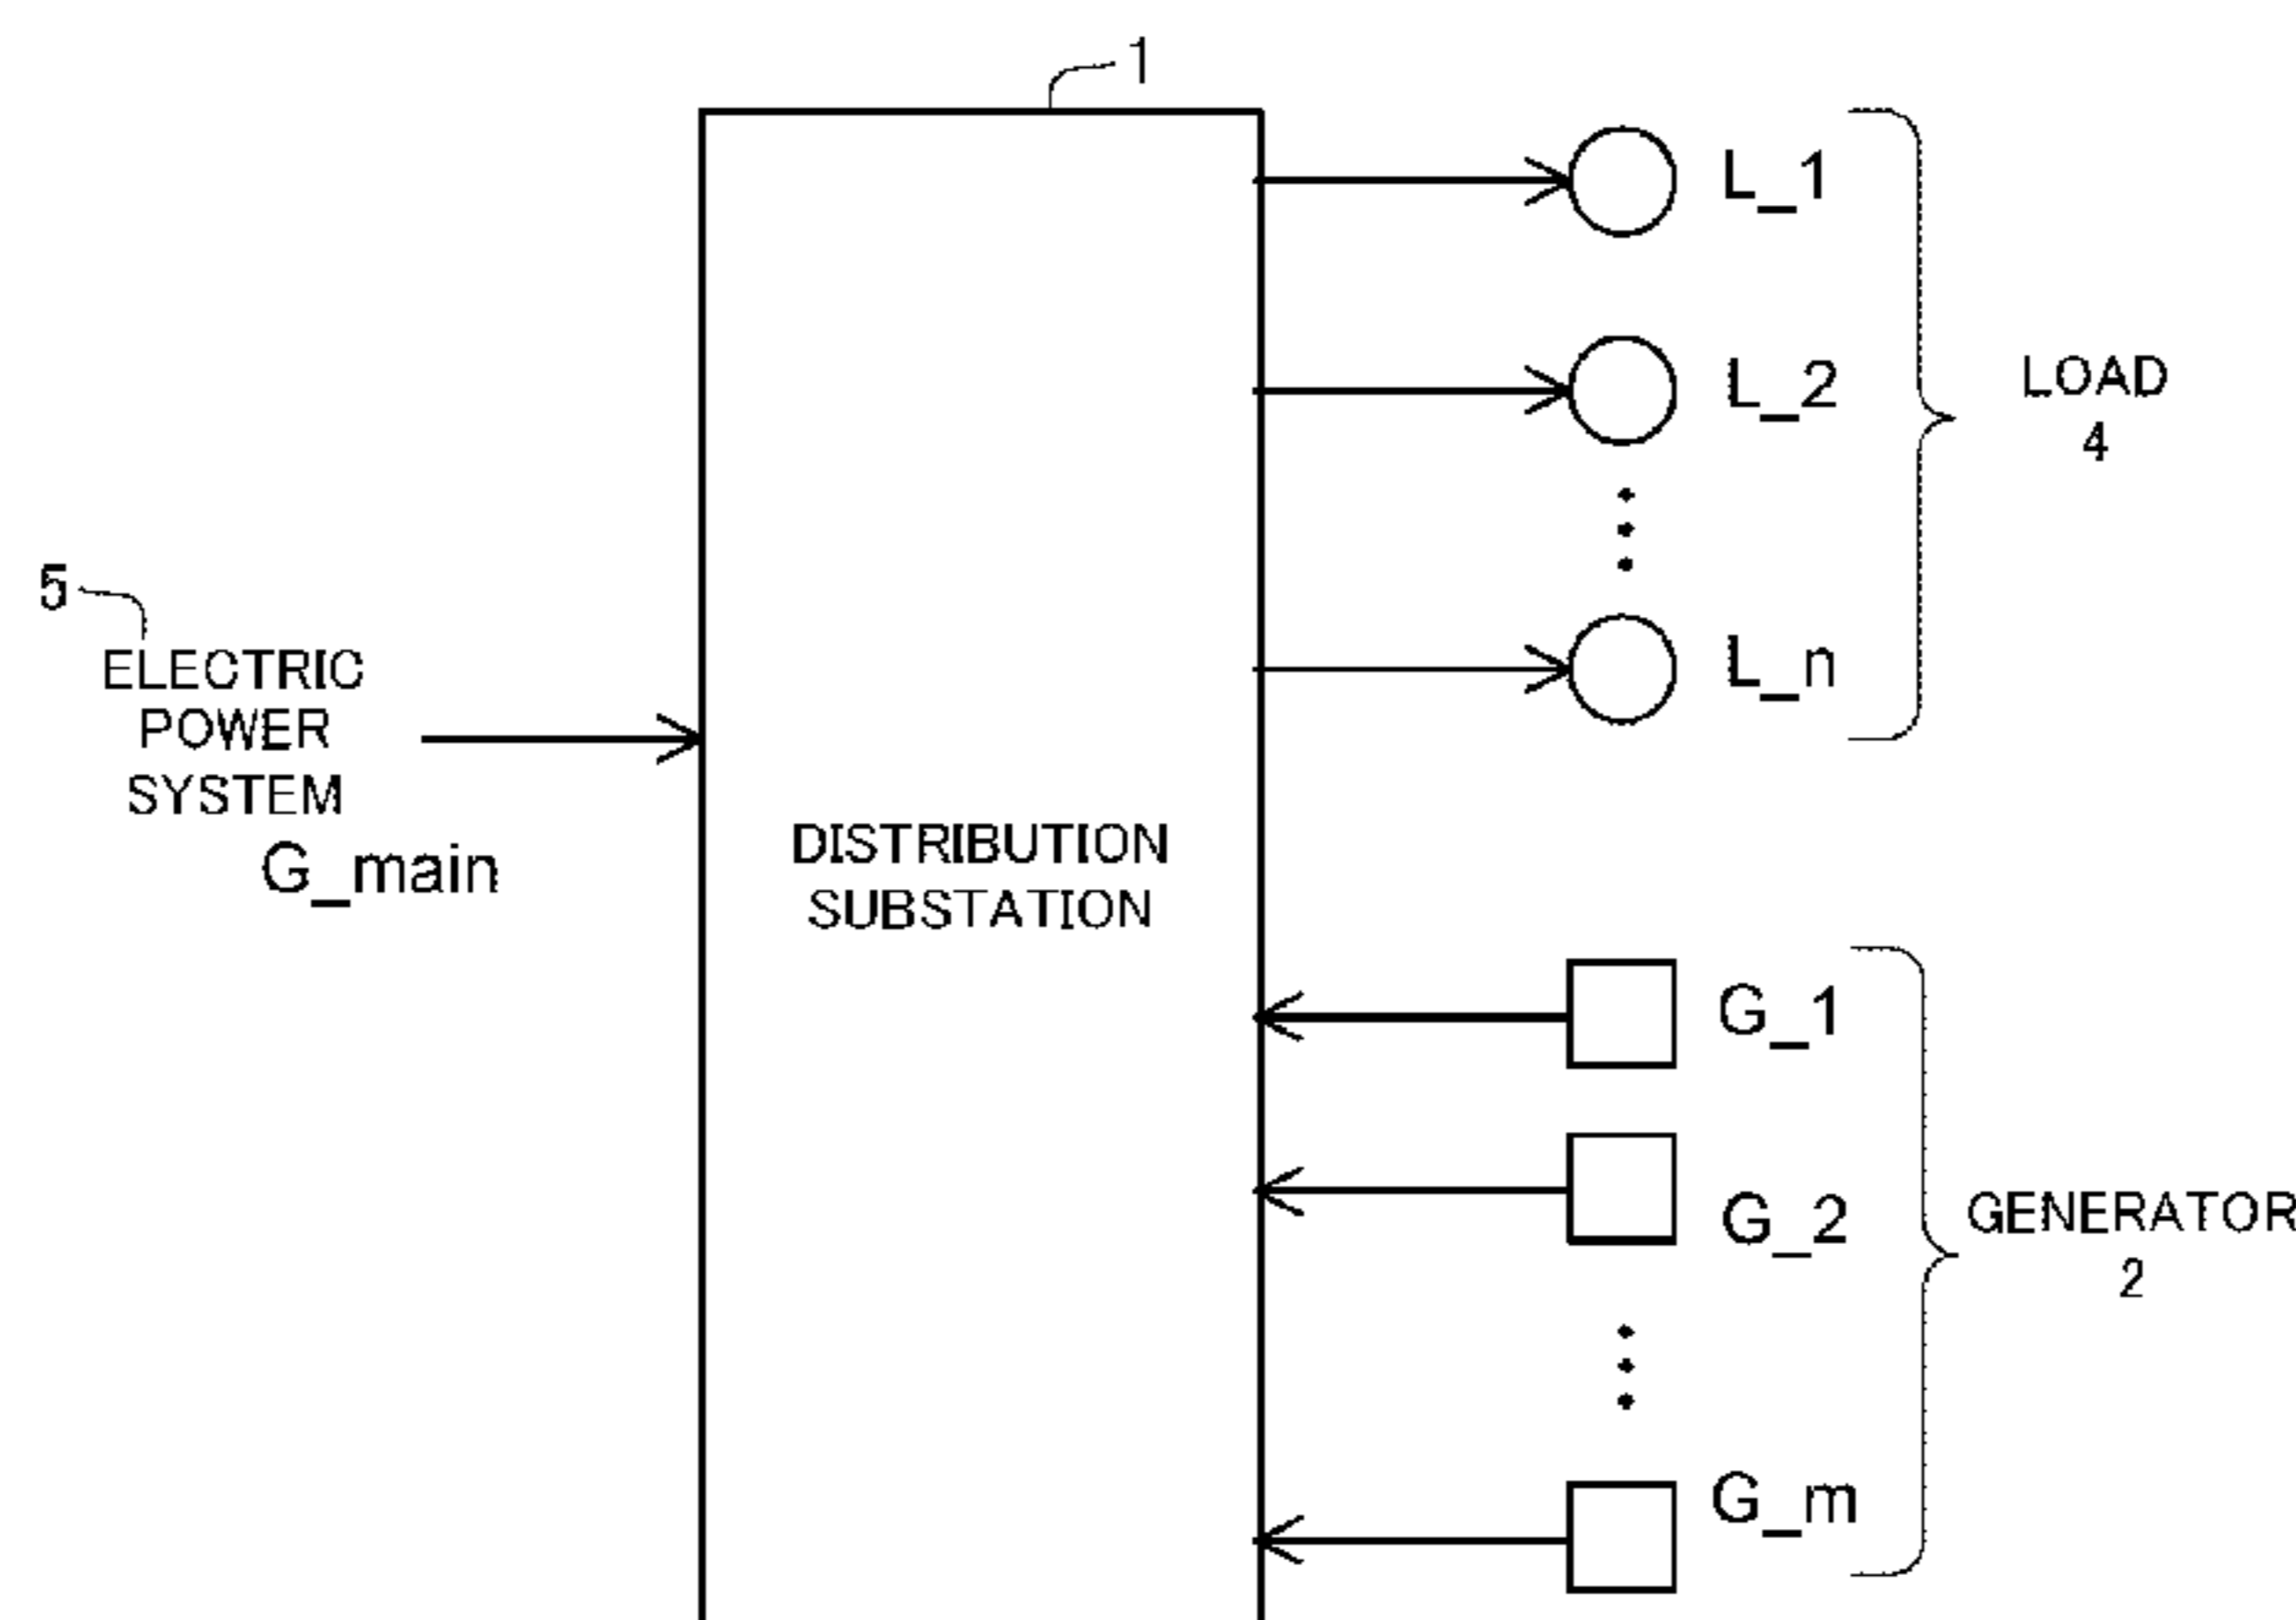 1
L_1
L_2
LOAD
4
L_n
5
ELECTRIC
POWER
SYSTEM
G_main
DISTRIBUTION
SUBSTATION
G_1
G_2
GENERATOR
2
G_m